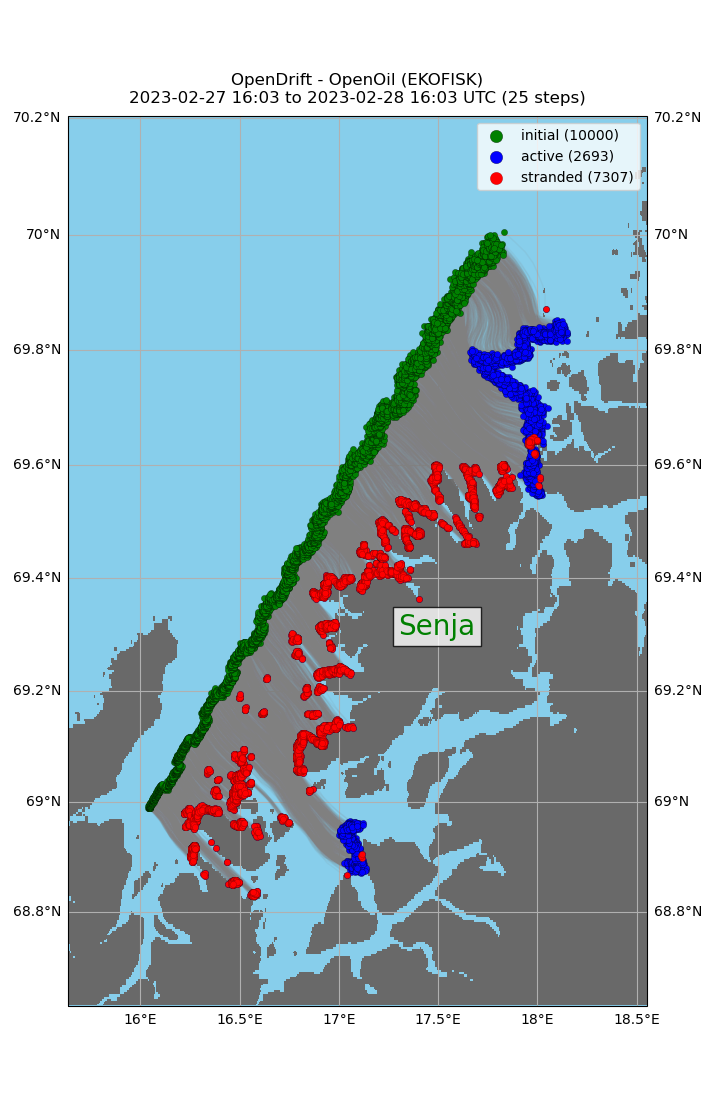 OpenDrift - OpenOil (EKOFISK)
2023-02-27 16:03 to 2023-02-28 16:03 UTC (25 steps)
70.2°N 70.2°N
initial (10000)
active (2693)
stranded (7307)
70°N 70°N
69.8°N 69.8°N
69.6°N 69.6°N
69.4°N 69.4°N
Senja
69.2°N 69.2°N
69°N 69°N
68.8°N 68.8°N
16°E 16.5°E 17°E 17.5°E 18°E 18.5°E